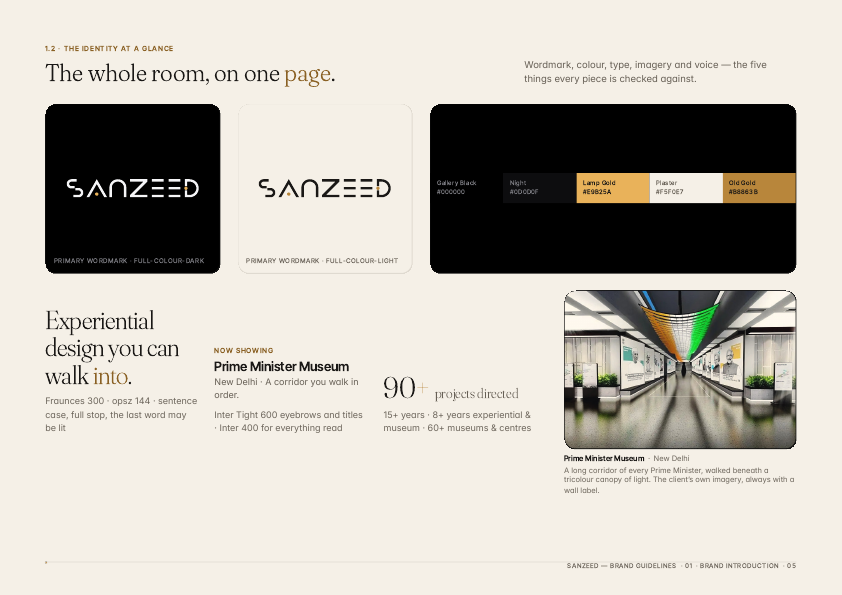 1.2 · THE IDENTITY AT A GLANCE
The whole room, on one page.
Wordmark, colour, type, imagery and voice — the five
things every piece is checked against.
SANZEED
PRIMARY WORDMARK · FULL-COLOUR-DARK
SANZEED
PRIMARY WORDMARK · FULL-COLOUR-LIGHT
Gallery Black
#000000
Night
#0D0D0F
Lamp Gold
#E9B25A
Plaster
#F5F0E7
Old Gold
#B8863B
Experiential
design you can
walk into.
Fraunces 300 · opsz 144 · sentence
case, full stop, the last word may
be lit
NOW SHOWING
Prime Minister Museum
New Delhi · A corridor you walk in
order.
Inter Tight 600 eyebrows and titles
· Inter 400 for everything read
90+ projects directed
15+ years · 8+ years experiential &
museum · 60+ museums & centres
Prime Minister Museum · New Delhi
A long corridor of every Prime Minister, walked beneath a
tricolour canopy of light. The client's own imagery, always with a
wall label.
SANZEED — BRAND GUIDELINES · 01 · BRAND INTRODUCTION · 05